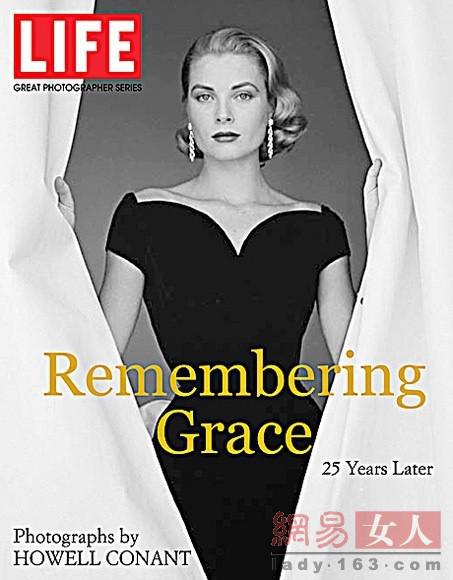 LIFE
GREAT PHOTOGRAPHER SERIES
Remembering
Grace
25 Years Later
Photographs by
HOWELL CONANT
網易女人
lady·163.com